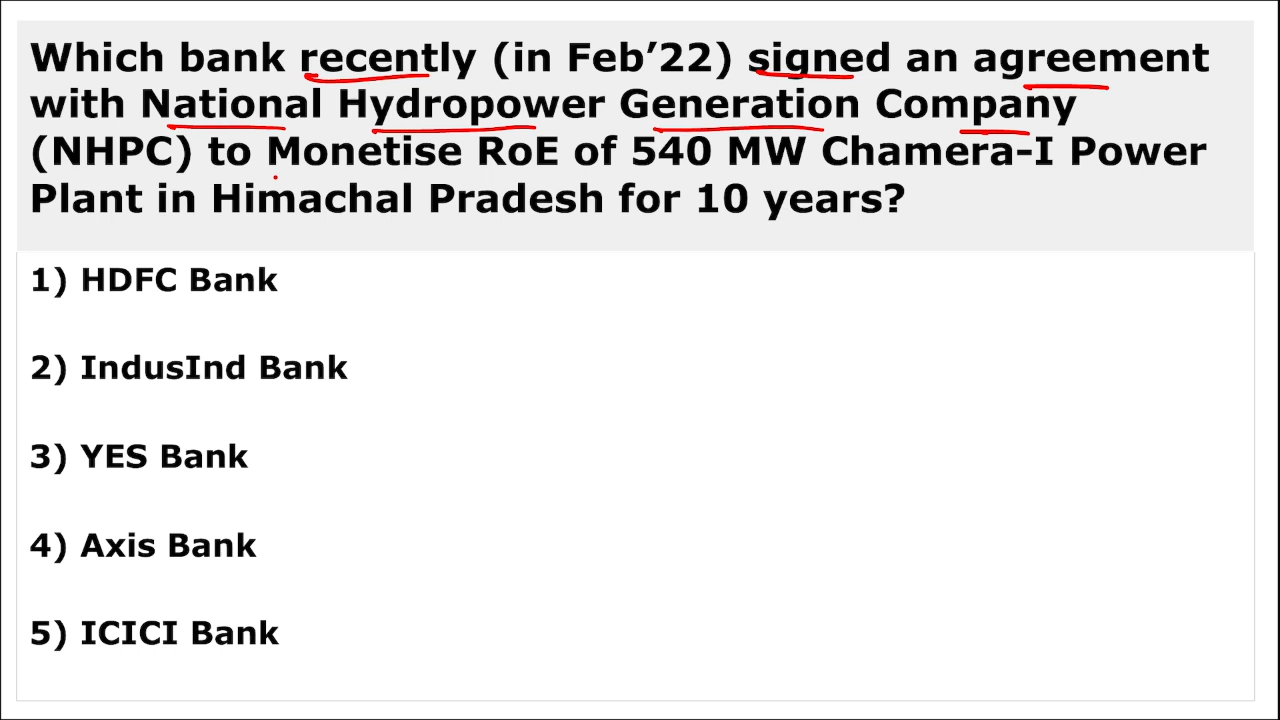 Which bank recently (in Feb’22) signed an agreement
with National Hydropower Generation Company
(NHPC) to Monetise RoE of 540 MW Chamera-I Power
Plant in Himachal Pradesh for 10 years?
1) HDFC Bank
2) IndusInd Bank
3) YES Bank
4) Axis Bank
5) ICICI Bank